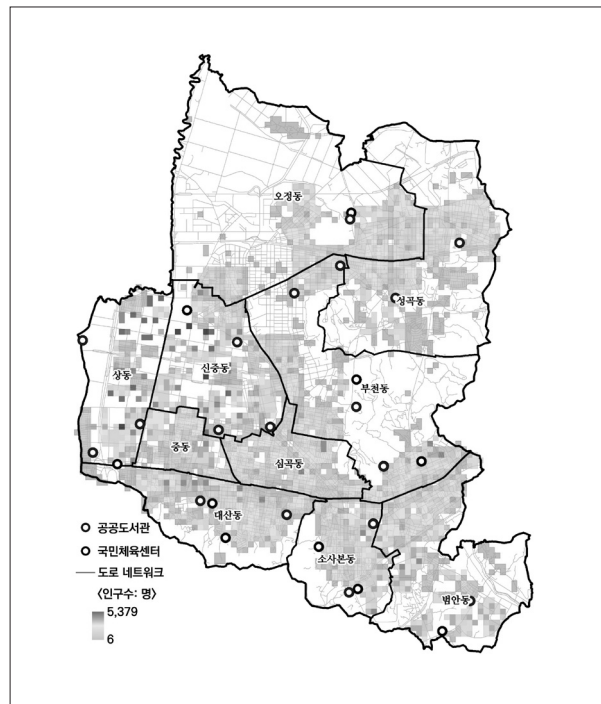 오정동
성곡동
신중동
상동
부천동
중동
심곡동
대산동
소사본동
범안동
공공도서관
국민체육센터
도로 네트워크
<인구수: 명>
5,379
6